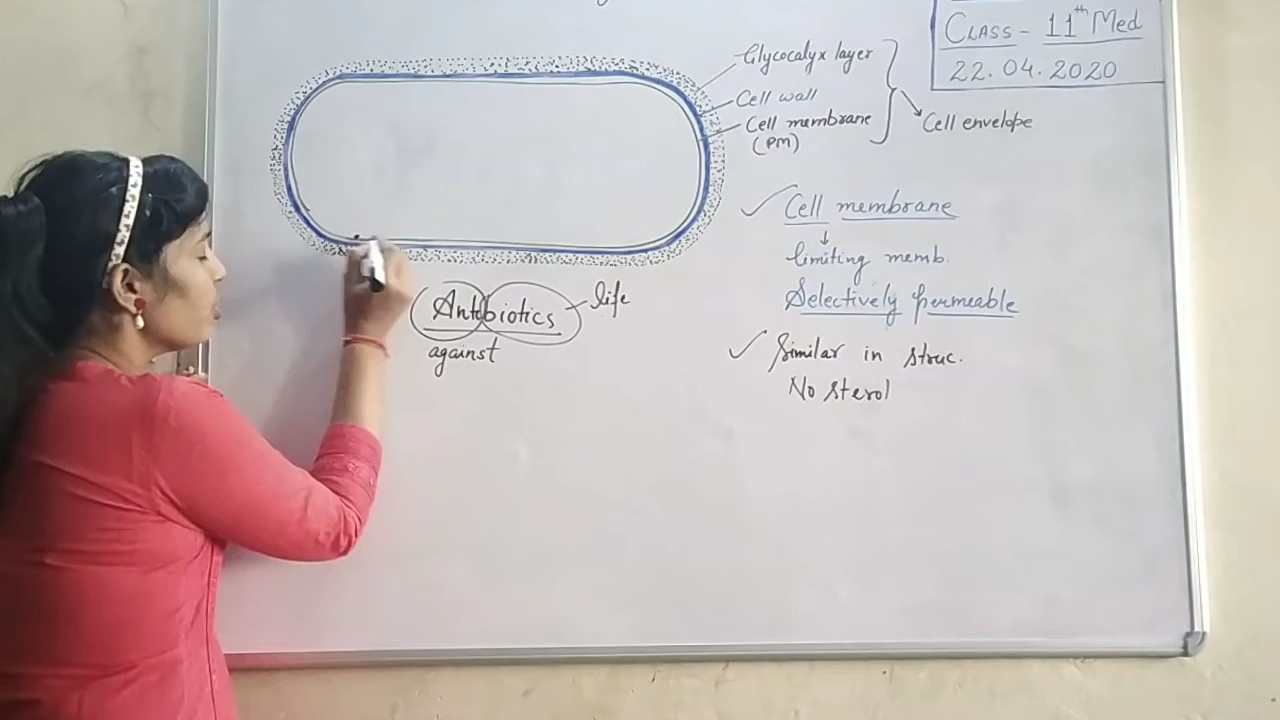 CLASS - 11th Med
22.04.2020
Glycocalyx layer
Cell wall
Cell membrane
(PM)
Cell envelope
Cell membrane
limiting memb.
Selectively permeable
Similar in struc.
No sterol
Antibiotics
life
against